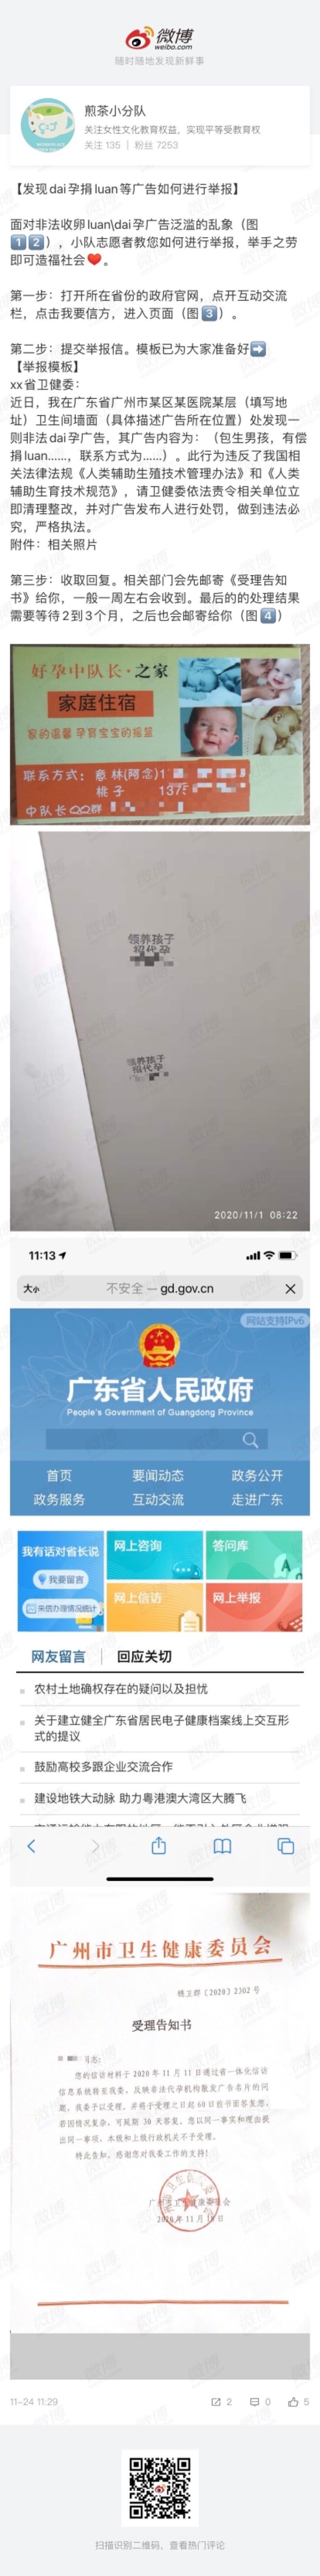 微博
weibo.com
随时随地发现新鲜事
煎茶小分队
关注女性文化教育权益，实现平等受教育权
关注 135 | 粉丝 7253
【发现dai孕捐luan等广告如何进行举报】
面对非法收卵luan\dai孕广告泛滥的乱象（图
1️⃣2️⃣），小队志愿者教您如何进行举报，举手之劳
即可造福社会❤️。
第一步：打开所在省份的政府官网，点开互动交流
栏，点击我要信方，进入页面（图3️⃣）。
第二步：提交举报信。模板已为大家准备好➡️
【举报模板】
xx省卫健委：
近日，我在广东省广州市某区某医院某层（填写地
址）卫生间墙面（具体描述广告所在位置）处发现一
则非法dai孕广告，其广告内容为：（包生男孩，有偿
捐luan......，联系方式为......）。此行为违反了我国相
关法律法规《人类辅助生殖技术管理办法》和《人类
辅助生育技术规范》，请卫健委依法责令相关单位立
即清理整改，并对广告发布人进行处罚，做到违法必
究，严格执法。
附件：相关照片
第三步：收取回复。相关部门会先邮寄《受理告知
书》给你，一般一周左右会收到。最后的的处理结果
需要等待2到3个月，之后也会邮寄给你（图4️⃣）
好孕中队长·之家
家庭住宿
家的温馨 孕育宝宝的摇篮
联系方式：意林(阿念)1
桃子 137
中队长QQ群
领养孩子
招代孕
领养孩子
招代孕
2020/11/1 08:22
11:13
大小 不安全 — gd.gov.cn
网站支持IPv6
广东省人民政府
People's Government of Guangdong Province
首页 要闻动态 政务公开
政务服务 互动交流 走进广东
我有话对省长说
我要留言
来信办理情况统计
网上咨询
答问库
网上信访
网上举报
网友留言 | 回应关切
农村土地确权存在的疑问以及担忧
关于建立健全广东省居民电子健康档案线上交互形
式的提议
鼓励高校多跟企业交流合作
建设地铁大动脉 助力粤港澳大湾区大腾飞
广州市卫生健康委员会
穗卫群〔2020〕2302 号
受理告知书
同志：
您的信访材料于 2020 年 11 月 11 日通过省一体化信访
信息系统转至我委，反映非法代孕机构散发广告名片的问
题，我委予以受理，并将于受理之日起 60 日前书面答复您，
若因情况复杂，可延期 30 天答复。您以同一事实和理由提
出同一事项，本级和上级行政机关不予受理。
特此告知。感谢您对我委工作的支持！
广州市卫生健康委员会
11-24 11:29
2 0 5
扫描识别二维码，查看热门评论